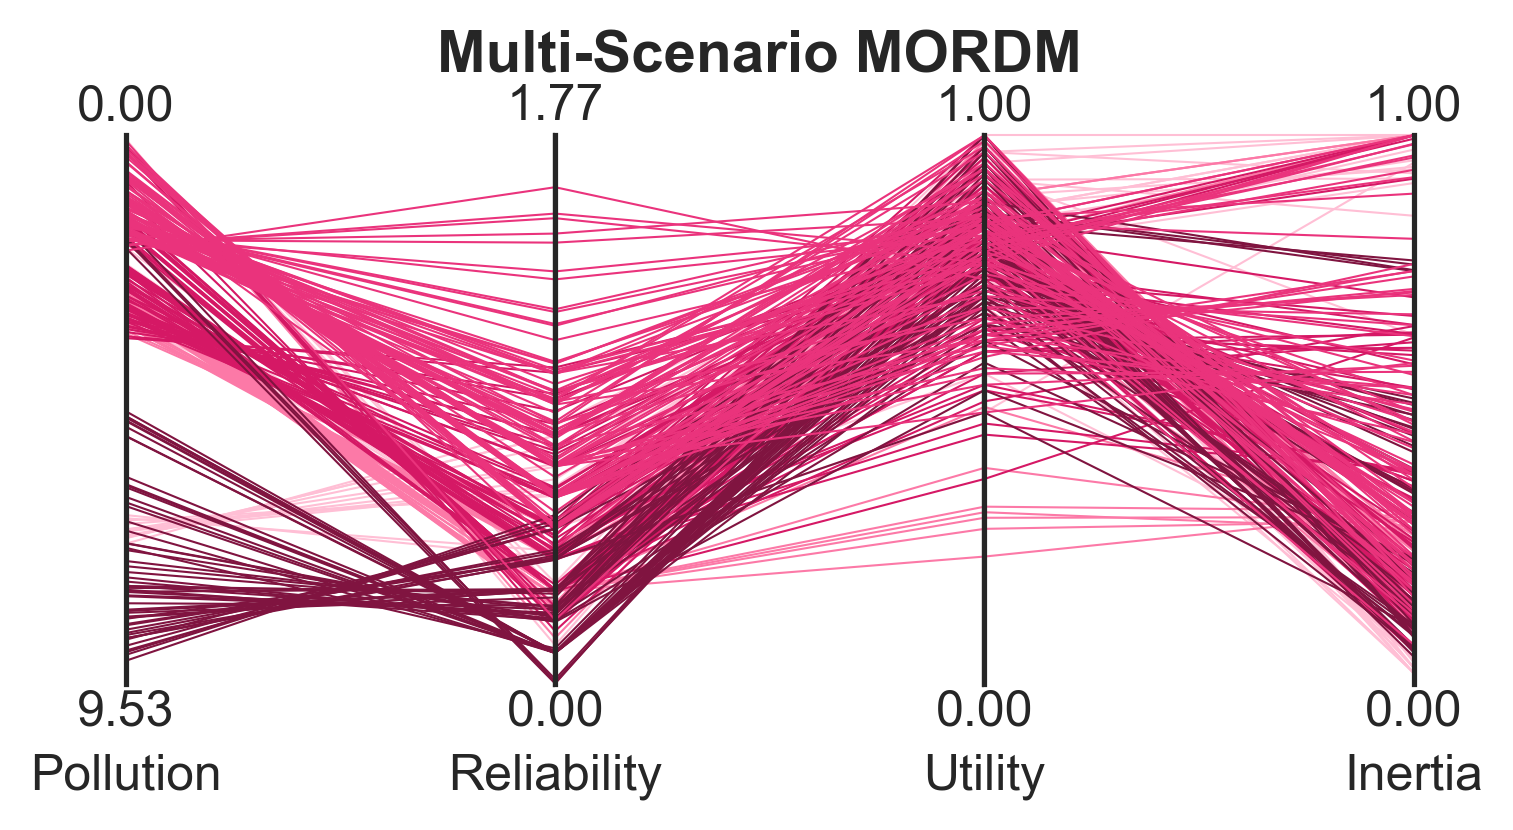 Multi-Scenario MORDM
0.00 1.77 1.00 1.00
9.53 0.00 0.00 0.00
Pollution Reliability Utility Inertia